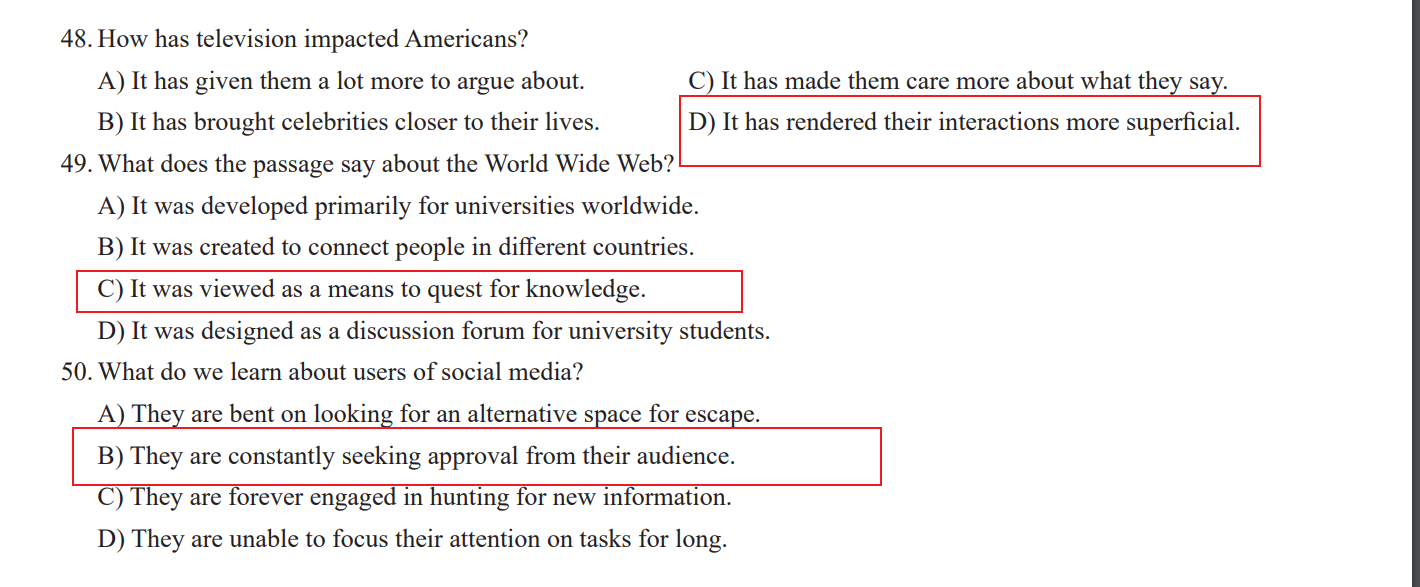 48. How has television impacted Americans?
A) It has given them a lot more to argue about. C) It has made them care more about what they say.
B) It has brought celebrities closer to their lives. D) It has rendered their interactions more superficial.
49. What does the passage say about the World Wide Web?
A) It was developed primarily for universities worldwide.
B) It was created to connect people in different countries.
C) It was viewed as a means to quest for knowledge.
D) It was designed as a discussion forum for university students.
50. What do we learn about users of social media?
A) They are bent on looking for an alternative space for escape.
B) They are constantly seeking approval from their audience.
C) They are forever engaged in hunting for new information.
D) They are unable to focus their attention on tasks for long.